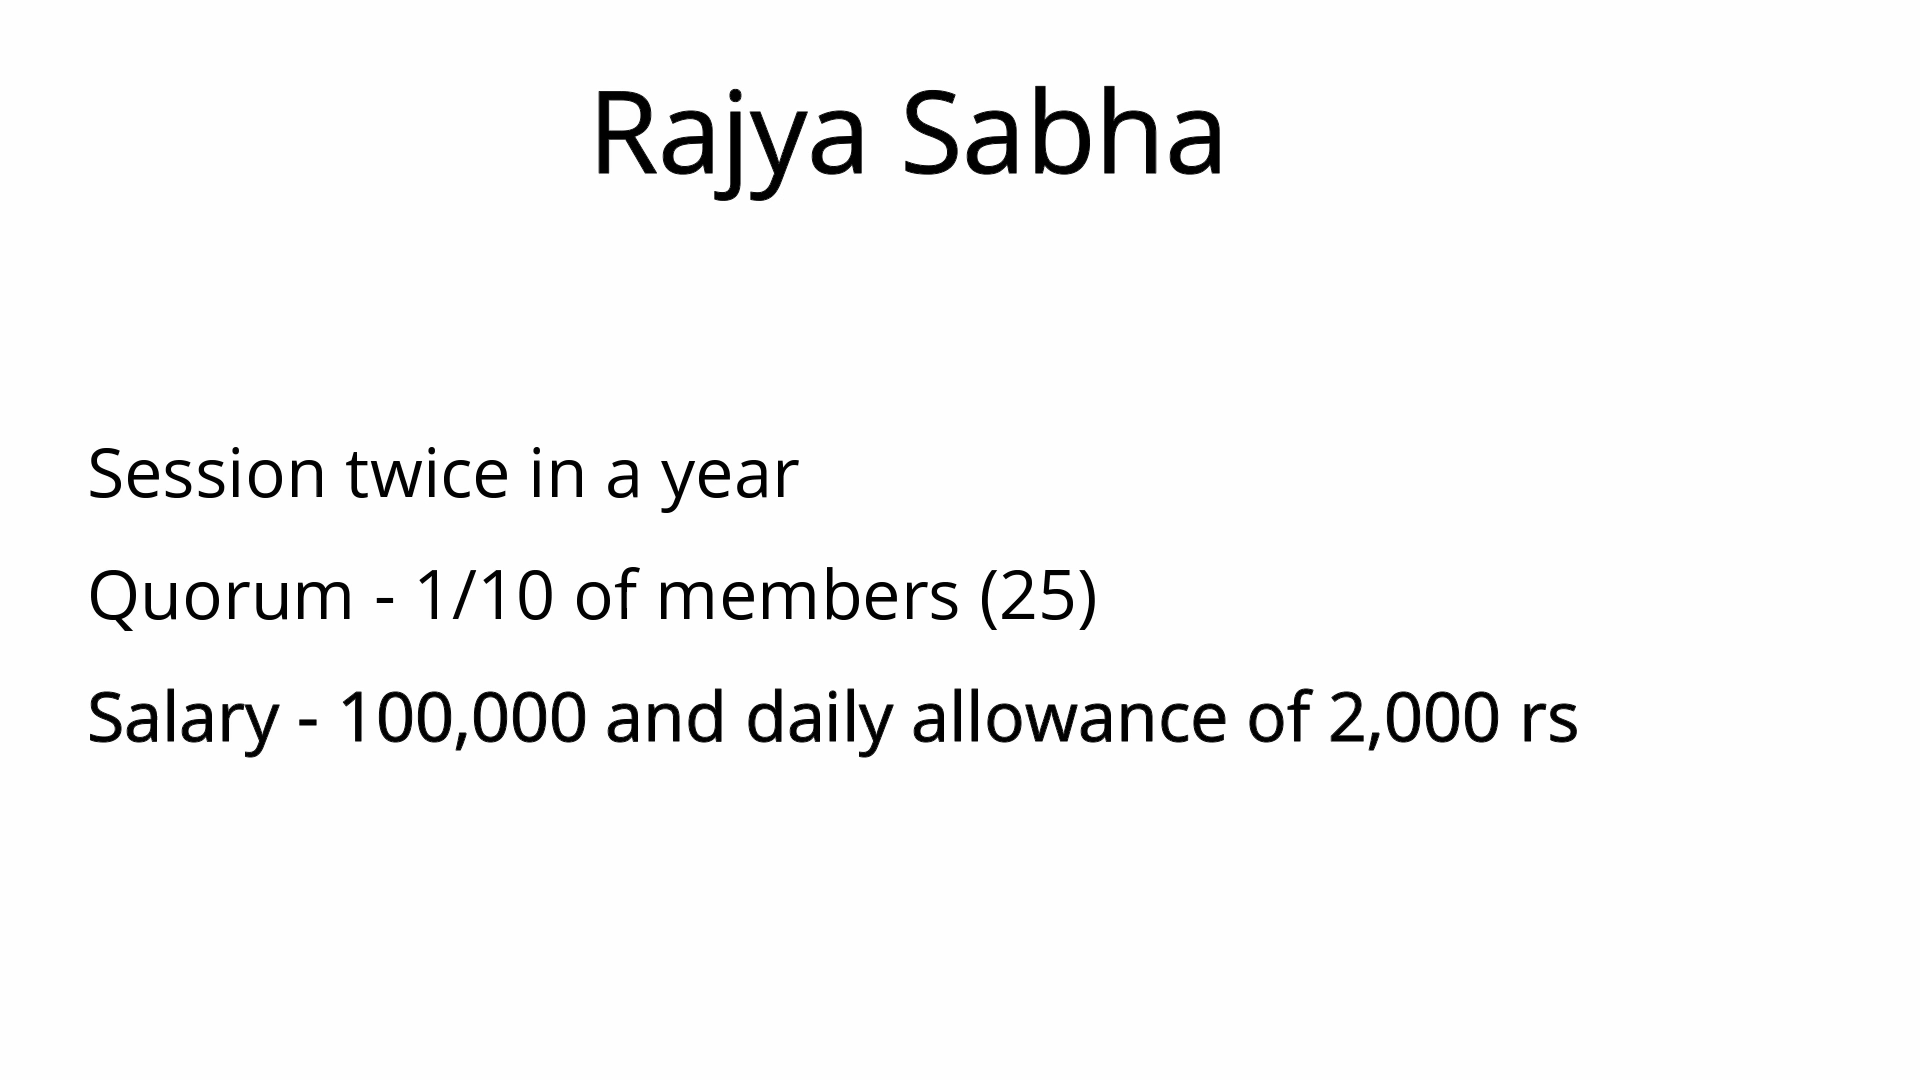 Rajya Sabha
Session twice in a year
Quorum - 1/10 of members (25)
Salary - 100,000 and daily allowance of 2,000 rs